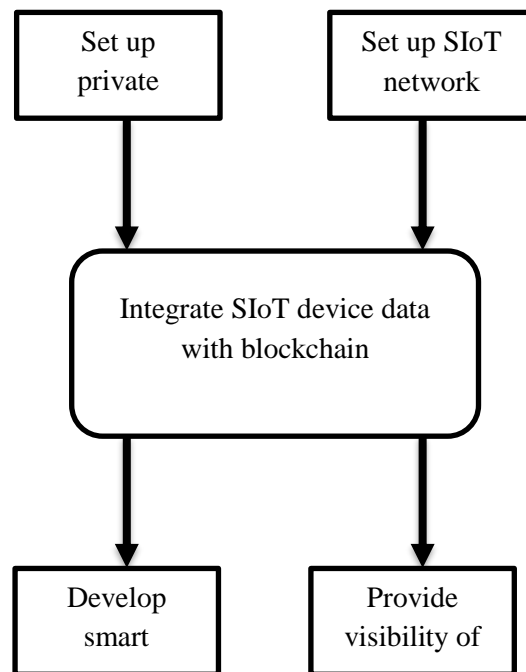 Set up
private
Set up SIoT
network
Integrate SIoT device data
with blockchain
Develop
smart
Provide
visibility of